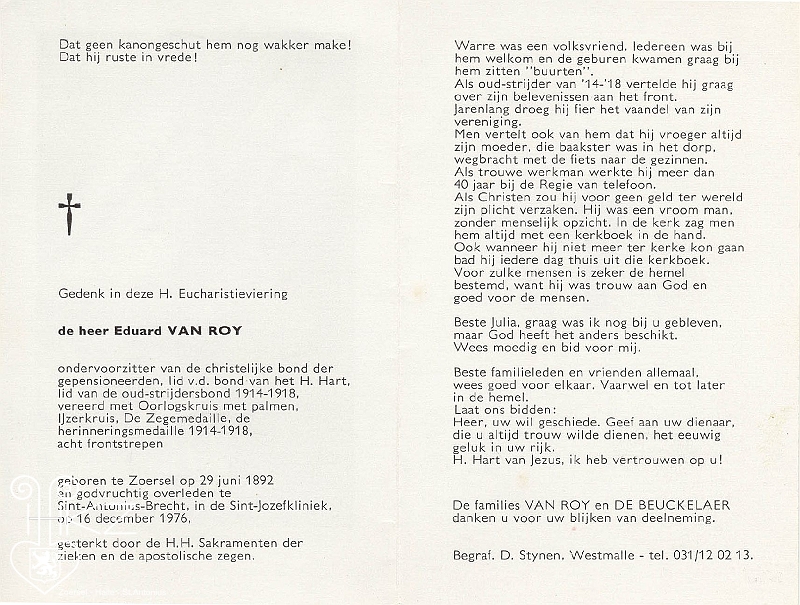 Dat geen kanongeschut hem nog wakker make!
Dat hij ruste in vrede!
Gedenk in deze H. Eucharistieviering
de heer Eduard VAN ROY
ondervoorzitter van de christelijke bond der
gepensioneerden, lid v.d. bond van het H. Hart,
lid van de oud-strijdersbond 1914-1918,
vereerd met Oorlogskruis met palmen,
IJzerkruis, De Zegemedaille, de
herinneringsmedaille 1914-1918,
acht frontstrepen
geboren te Zoersel op 29 juni 1892
en godvruchtig overleden te
Sint-Antonius-Brecht, in de Sint-Jozefkliniek,
op 16 december 1976,
gesterkt door de H.H. Sakramenten der
zieken en de apostolische zegen.
Warre was een volksvriend. Iedereen was bij
hem welkom en de geburen kwamen graag bij
hem zitten "buurten".
Als oud-strijder van '14-'18 vertelde hij graag
over zijn belevenissen aan het front.
Jarenlang droeg hij fier het vaandel van zijn
vereniging.
Men vertelt ook van hem dat hij vroeger altijd
zijn moeder, die baakster was in het dorp,
wegbracht met de fiets naar de gezinnen.
Als trouwe werkman werkte hij meer dan
40 jaar bij de Regie van telefoon.
Als Christen zou hij voor geen geld ter wereld
zijn plicht verzaken. Hij was een vroom man,
zonder menselijk opzicht. In de kerk zag men
hem altijd met een kerkboek in de hand.
Ook wanneer hij niet meer ter kerke kon gaan
bad hij iedere dag thuis uit die kerkboek.
Voor zulke mensen is zeker de hemel
bestemd, want hij was trouw aan God en
goed voor de mensen.
Beste Julia, graag was ik nog bij u gebleven,
maar God heeft het anders beschikt.
Wees moedig en bid voor mij.
Beste familieleden en vrienden allemaal,
wees goed voor elkaar. Vaarwel en tot later
in de hemel.
Laat ons bidden:
Heer, uw wil geschiede. Geef aan uw dienaar,
die u altijd trouw wilde dienen, het eeuwig
geluk in uw rijk.
H. Hart van Jezus, ik heb vertrouwen op u!
De families VAN ROY en DE BEUCKELAER
danken u voor uw blijken van deelneming.
Begraf. D. Stynen, Westmalle - tel. 031/12 02 13.